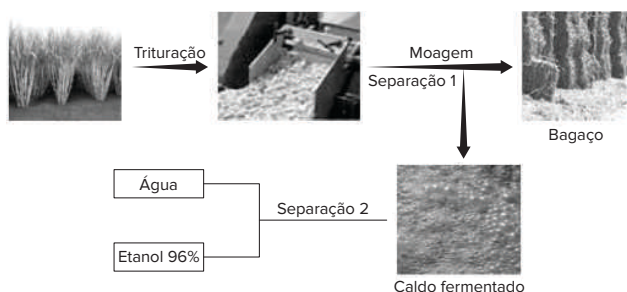 Trituração
Moagem
Separação 1
Bagaço
Água
Separação 2
Etanol 96%
Caldo fermentado